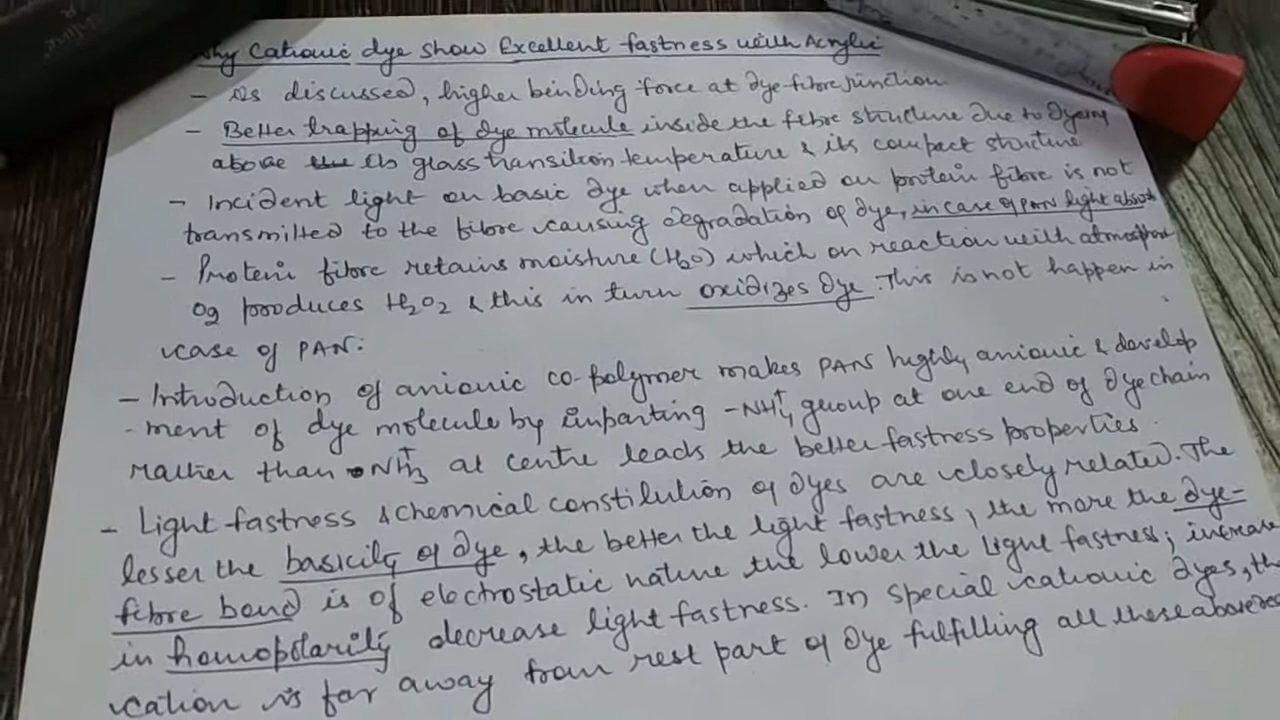 Why Cationic dye show Excellent fastness with Acrylic
- As discussed, higher beinding force at dye-fibre junction
- Better trapping of dye molecule inside the fibre structure due to dyeing
above its glass transition temperature & its compact structure
- Incident light on basic dye when applied on protein fibre is not
transmitted to the fibre causing degradation of dye, in case of PAN light absorb
- Protein fibre retains moisture (H2O) which on reaction with atmosphere
O2 produces H2O2 & this in turn oxidizes dye. This is not happen in
case of PAN.
- Introduction of anionic co-polymer makes PAN highly anionic & develop
-ment of dye molecule by imparting -NH4+ group at one end of dye chain
rather than NH3+ at centre leads the better fastness properties.
- Light fastness & chemical constitution of dyes are closely related. The
lesser the basicity of dye, the better the light fastness, the more the dye-
fibre bond is of electrostatic nature the lower the light fastness; increase
in homopolarity decrease light fastness. In special cationic dyes, the
cation is far away from rest part of dye fulfilling all these above